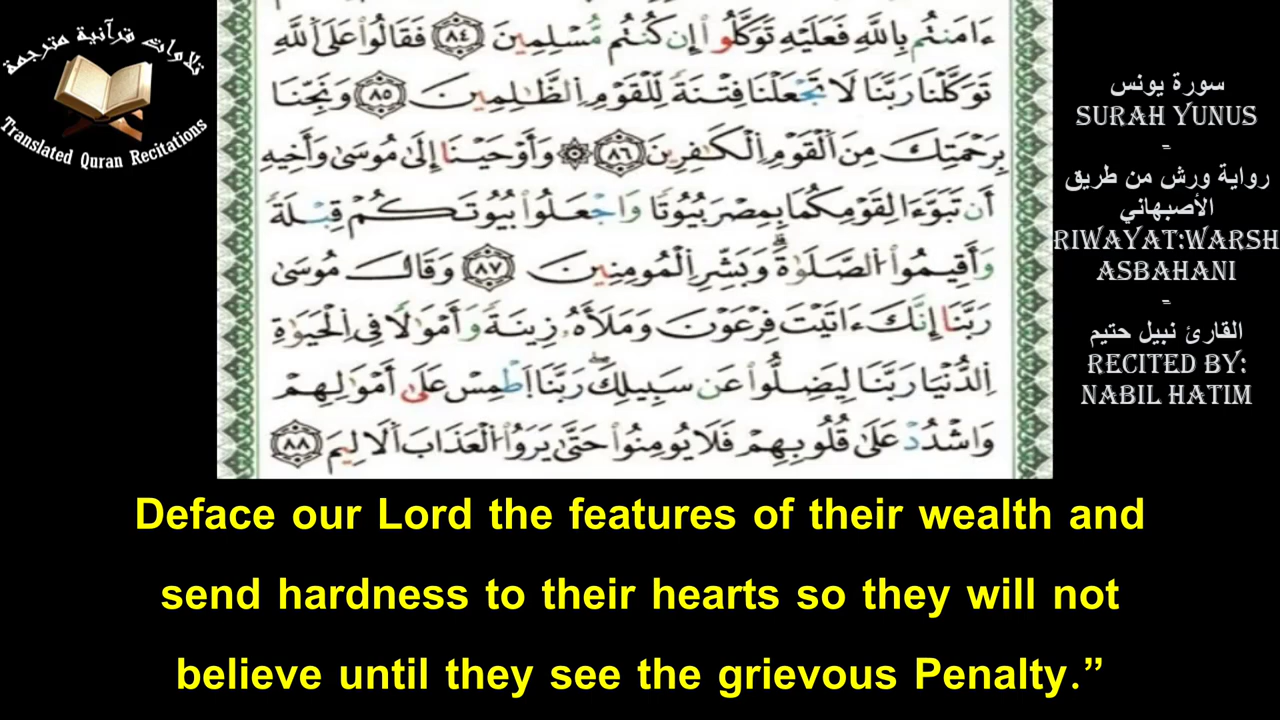 تلاوات قرآنية مترجمة
Translated Quran Recitations
ءَامَنتُم بِاللَّهِ فَعَلَيْهِ تَوَكَّلُوا إِن كُنتُم مُّسْلِمِينَ ٨٤ فَقَالُوا عَلَى اللَّهِ
تَوَكَّلْنَا رَبَّنَا لَا تَجْعَلْنَا فِتْنَةً لِّلْقَوْمِ الظَّـٰلِمِينَ ٨٥ وَنَجِّنَا
بِرَحْمَتِكَ مِنَ الْقَوْمِ الْكَـٰفِرِينَ ٨٦ ۞ وَأَوْحَيْنَا إِلَىٰ مُوسَىٰ وَأَخِيهِ
أَن تَبَوَّءَا لِقَوْمِكُمَا بِمِصْرَ بُيُوتًا وَاجْعَلُوا بُيُوتَكُمْ قِبْلَةً
وَأَقِيمُوا الصَّلَوٰةَ وَبَشِّرِ الْمُومِنِينَ ٨٧ وَقَالَ مُوسَىٰ
رَبَّنَا إِنَّكَ ءَاتَيْتَ فِرْعَوْنَ وَمَلَأَهُ زِينَةً وَأَمْوَٰلًا فِي الْحَيَوٰةِ
الدُّنْيَا رَبَّنَا لِيَضِلُّوا عَن سَبِيلِكَ رَبَّنَا اطْمِسْ عَلَىٰ أَمْوَٰلِهِمْ
وَاشْدُدْ عَلَىٰ قُلُوبِهِمْ فَلَا يُومِنُوا حَتَّىٰ يَرَوُا الْعَذَابَ الَالِيمَ ٨٨
سورة يونس
SURAH YUNUS
-
رواية ورش من طريق
الأصبهاني
RIWAYAT:WARSH
ASBAHANI
-
القارئ نبيل حتيم
RECITED BY:
NABIL HATIM
Deface our Lord the features of their wealth and
send hardness to their hearts so they will not
believe until they see the grievous Penalty.”